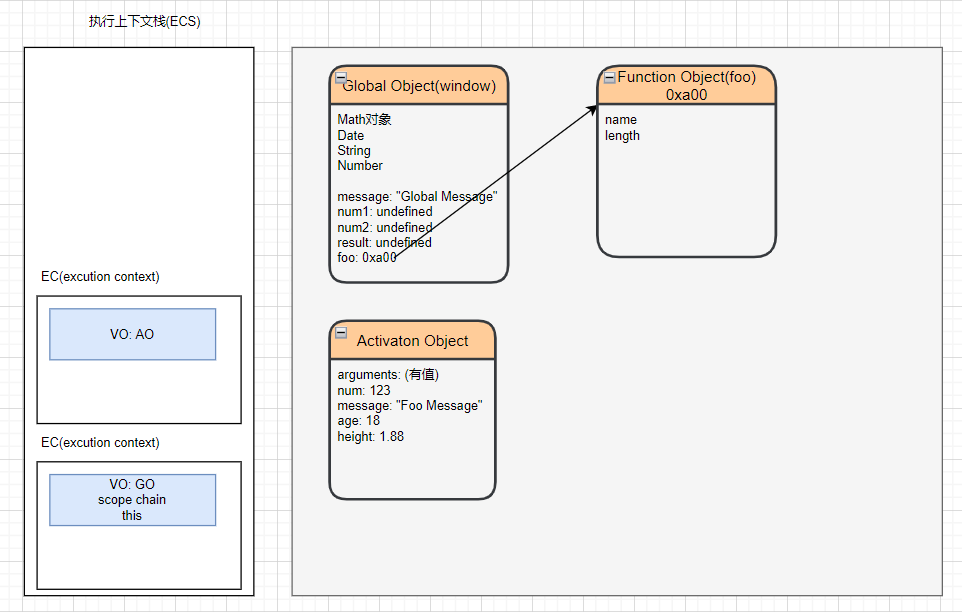 执行上下文栈(ECS)
EC(excution context)
VO: AO
EC(excution context)
VO: GO
scope chain
this
Global Object(window)
Math对象
Date
String
Number
message: "Global Message"
num1: undefined
num2: undefined
result: undefined
foo: 0xa00
Function Object(foo)
0xa00
name
length
Activaton Object
arguments: (有值)
num: 123
message: "Foo Message"
age: 18
height: 1.88